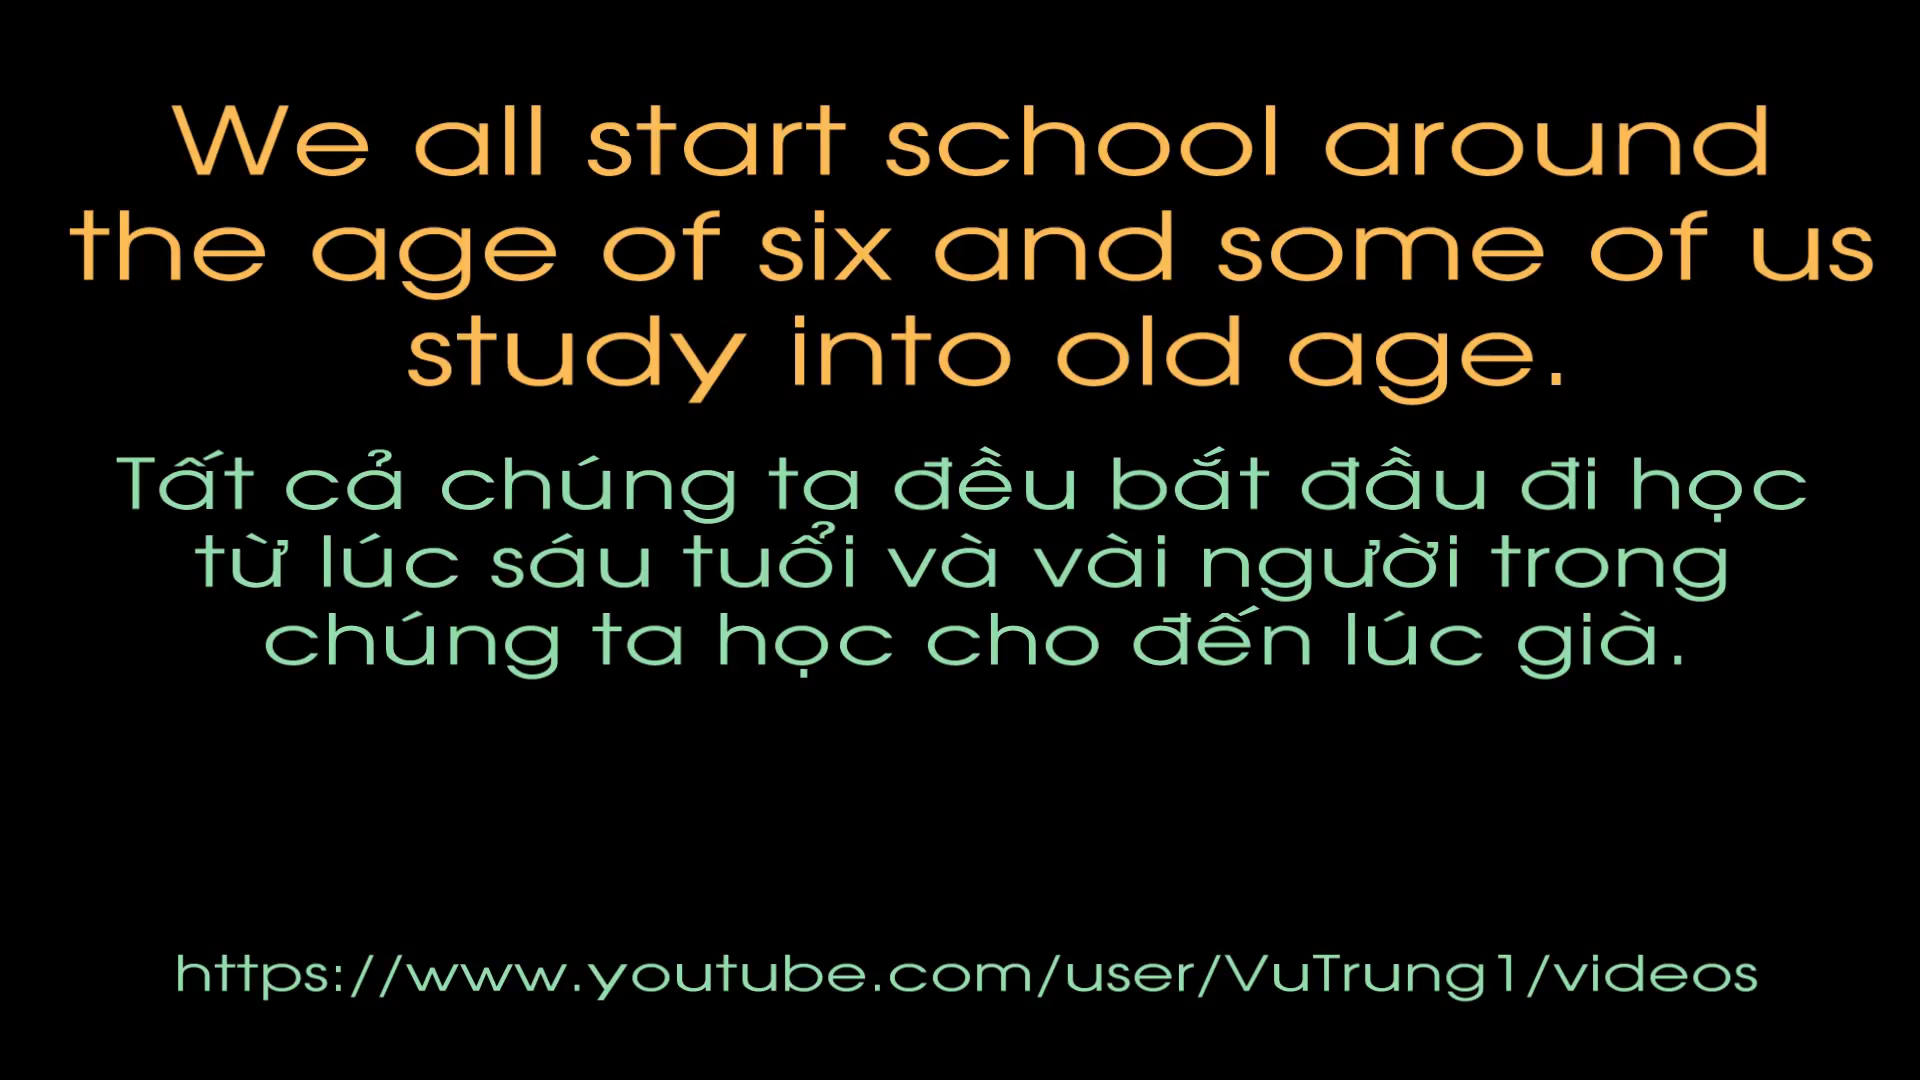 We all start school around
the age of six and some of us
study into old age.
Tất cả chúng ta đều bắt đầu đi học
từ lúc sáu tuổi và vài người trong
chúng ta học cho đến lúc già.
https://www.youtube.com/user/VuTrung1/videos